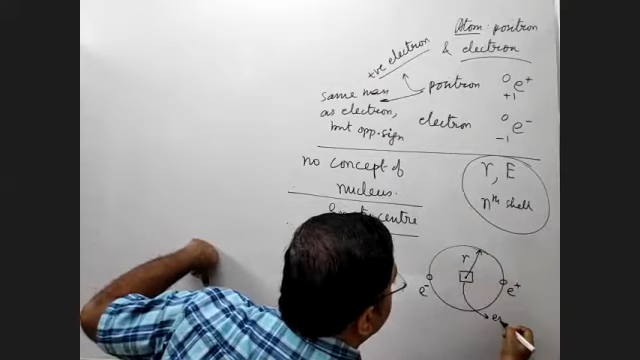 Atom: positron
& electron
+ve electron
positron 0 e+ +1
same mass
as electron,
but opp. sign
electron 0 e- -1
no concept of
nucleus.
centre
r, E
nth shell
r
e- e+